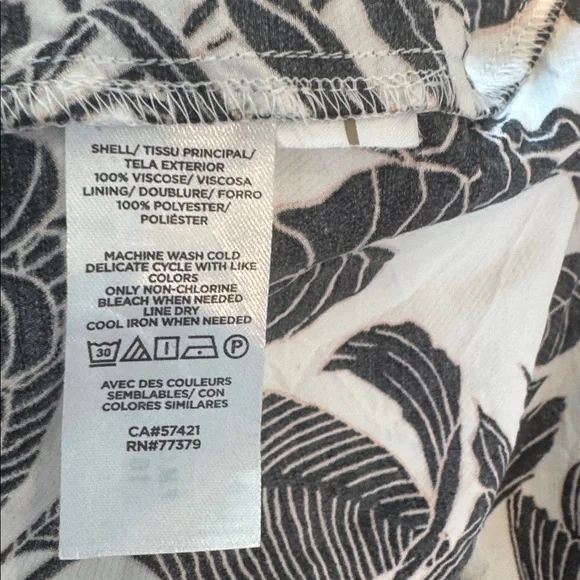 SHELL/ TISSU PRINCIPAL/
TELA EXTERIOR
100% VISCOSE/ VISCOSA
LINING/ DOUBLURE/ FORRO
100% POLYESTER/
POLIÉSTER
MACHINE WASH COLD
DELICATE CYCLE WITH LIKE
COLORS
ONLY NON-CHLORINE
BLEACH WHEN NEEDED
LINE DRY
COOL IRON WHEN NEEDED
30 P
AVEC DES COULEURS
SEMBLABLES/ CON
COLORES SIMILARES
CA#57421
RN#77379